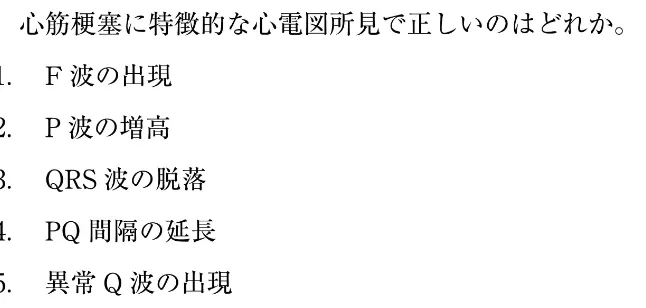 心筋梗塞に特徴的な心電図所見で正しいのはどれか。
1. F 波の出現
2. P 波の増高
3. QRS 波の脱落
4. PQ 間隔の延長
5. 異常 Q 波の出現